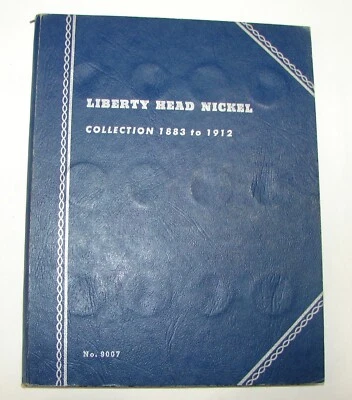 LIBERTY HEAD NICKEL
COLLECTION 1883 to 1912
No. 9007